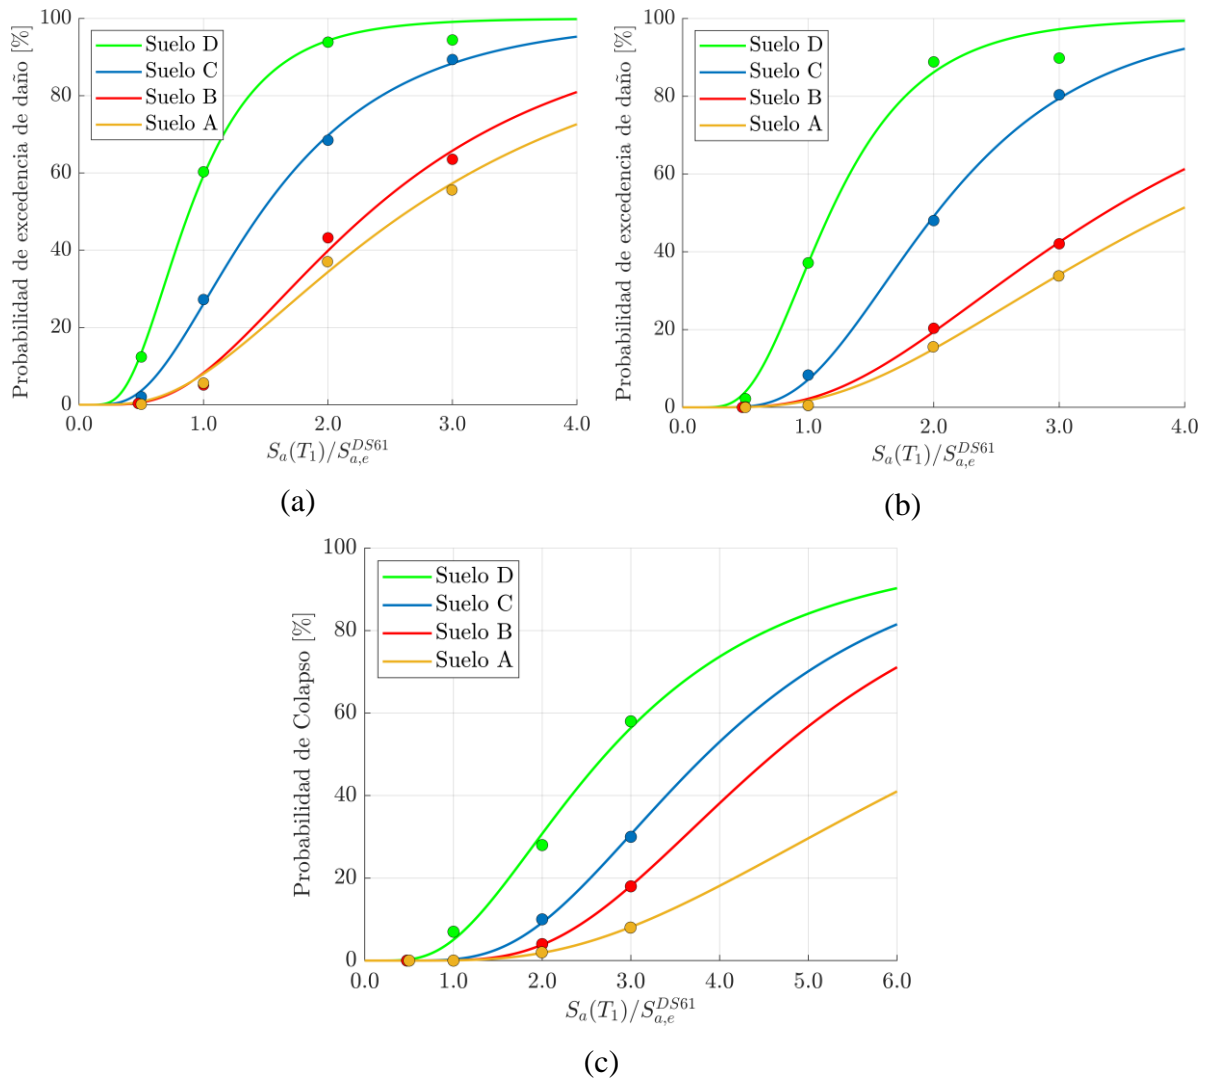 Probabilidad de excedencia de daño [%]
100
80
60
40
20
0
Suelo D
Suelo C
Suelo B
Suelo A
0.0 1.0 2.0 3.0 4.0
S_a(T_1)/S_{a,e}^{DS61}
(a)
Probabilidad de excedencia de daño [%]
100
80
60
40
20
0
Suelo D
Suelo C
Suelo B
Suelo A
0.0 1.0 2.0 3.0 4.0
S_a(T_1)/S_{a,e}^{DS61}
(b)
Probabilidad de Colapso [%]
100
80
60
40
20
0
Suelo D
Suelo C
Suelo B
Suelo A
0.0 1.0 2.0 3.0 4.0 5.0 6.0
S_a(T_1)/S_{a,e}^{DS61}
(c)